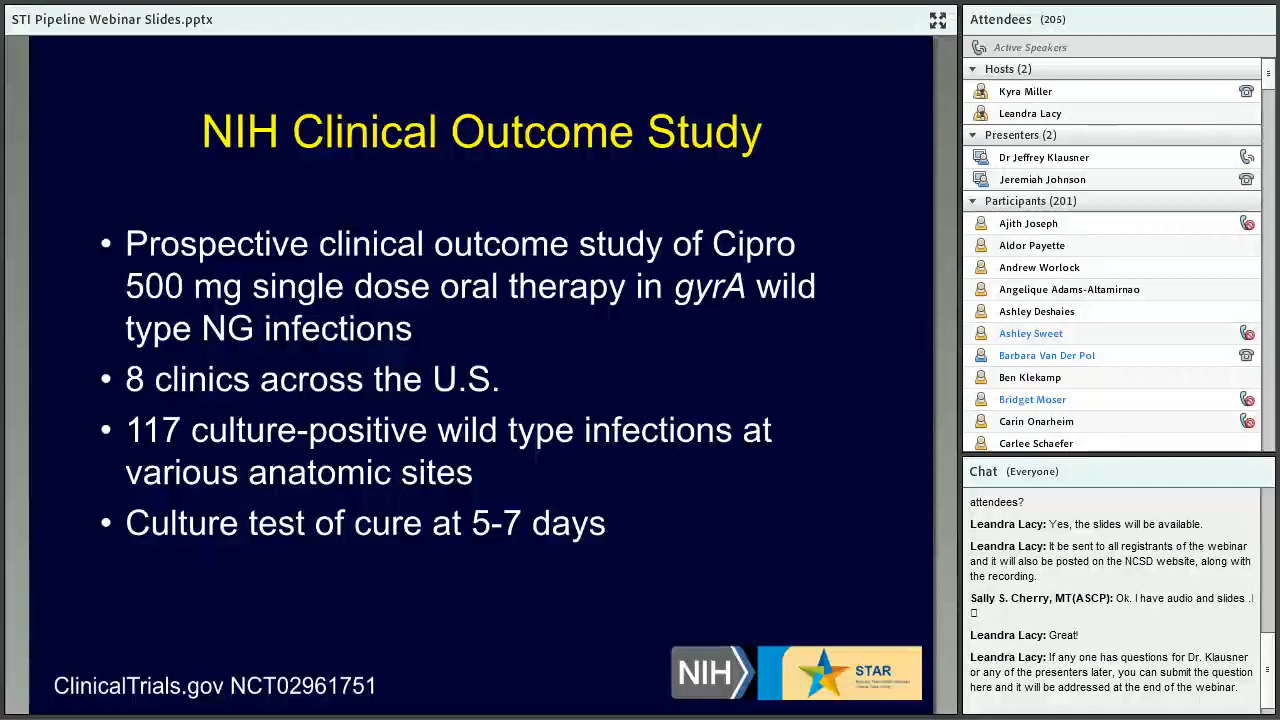 STI Pipeline Webinar Slides.pptx
NIH Clinical Outcome Study
• Prospective clinical outcome study of Cipro
500 mg single dose oral therapy in gyrA wild
type NG infections
• 8 clinics across the U.S.
• 117 culture-positive wild type infections at
various anatomic sites
• Culture test of cure at 5-7 days
ClinicalTrials.gov NCT02961751
NIH
STAR
Attendees (205)
Active Speakers
Hosts (2)
Kyra Miller
Leandra Lacy
Presenters (2)
Dr Jeffrey Klausner
Jeremiah Johnson
Participants (201)
Ajith Joseph
Aldor Payette
Andrew Worlock
Angelique Adams-Altamirnao
Ashley Deshaies
Ashley Sweet
Barbara Van Der Pol
Ben Klekamp
Bridget Moser
Carin Onarheim
Carlee Schaefer
Chat (Everyone)
attendees?
Leandra Lacy: Yes, the slides will be available.
Leandra Lacy: It be sent to all registrants of the webinar
and it will also be posted on the NCSD website, along with
the recording.
Sally S. Cherry, MT(ASCP): Ok. I have audio and slides .I
Leandra Lacy: Great!
Leandra Lacy: If any one has questions for Dr. Klausner
or any of the presenters later, you can submit the question
here and it will be addressed at the end of the webinar.